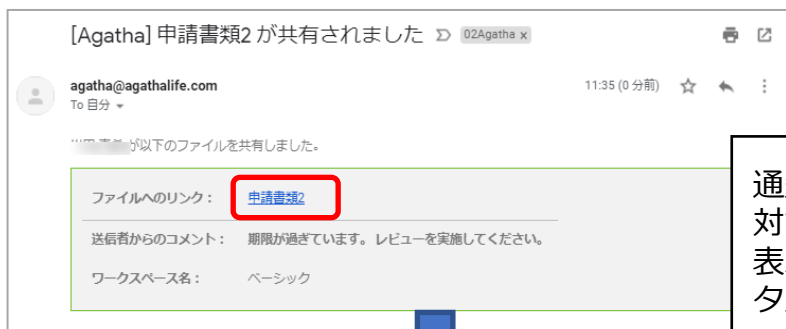 [Agatha] 申請書類2 が共有されました 02Agatha x
agatha@agathalife.com 11:35 (0 分前)
To 自分
が以下のファイルを共有しました。
ファイルへのリンク： 申請書類2
送信者からのコメント： 期限が過ぎています。レビューを実施してください。
ワークスペース名： ベーシック
通
対
表
タ